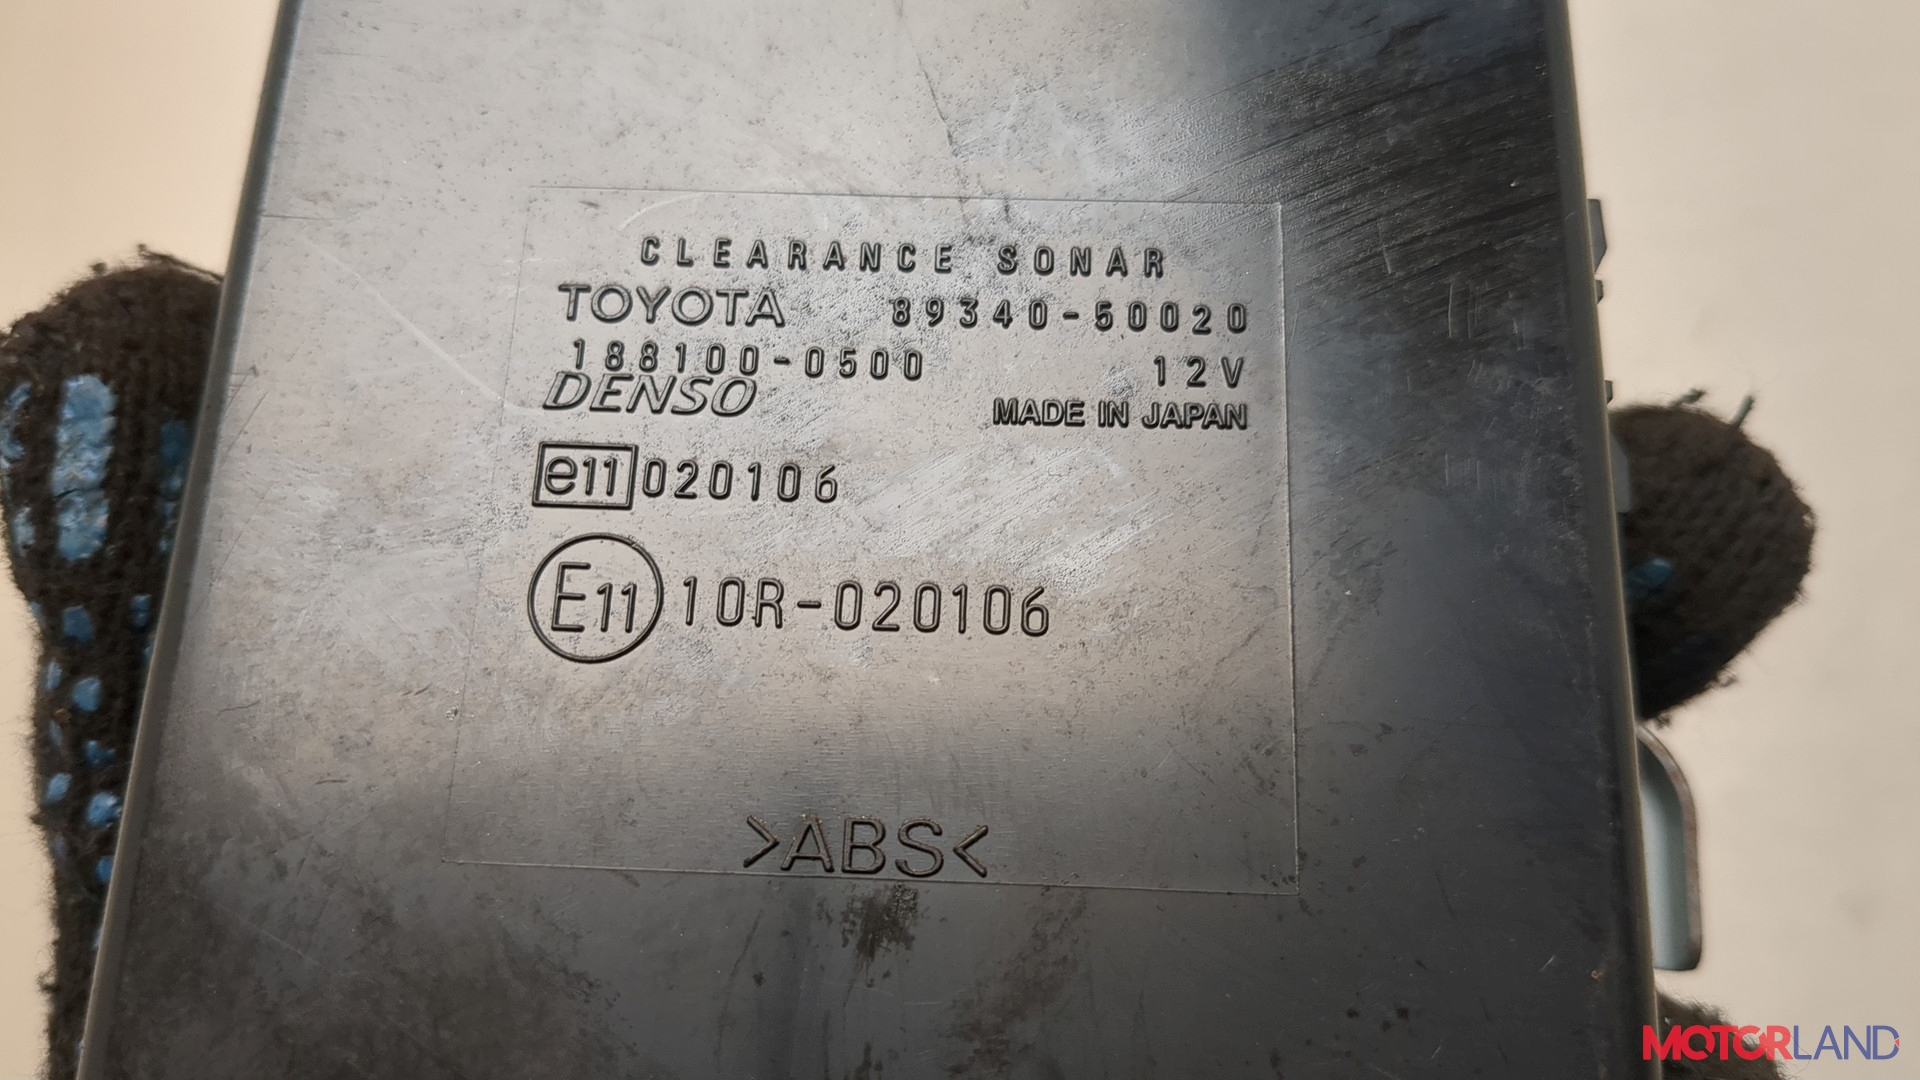 CLEARANCE SONAR
TOYOTA 89340-50020
188100-0500 12V
DENSO MADE IN JAPAN
e11 020106
E11 10R-020106
>ABS<
MOTORLAND